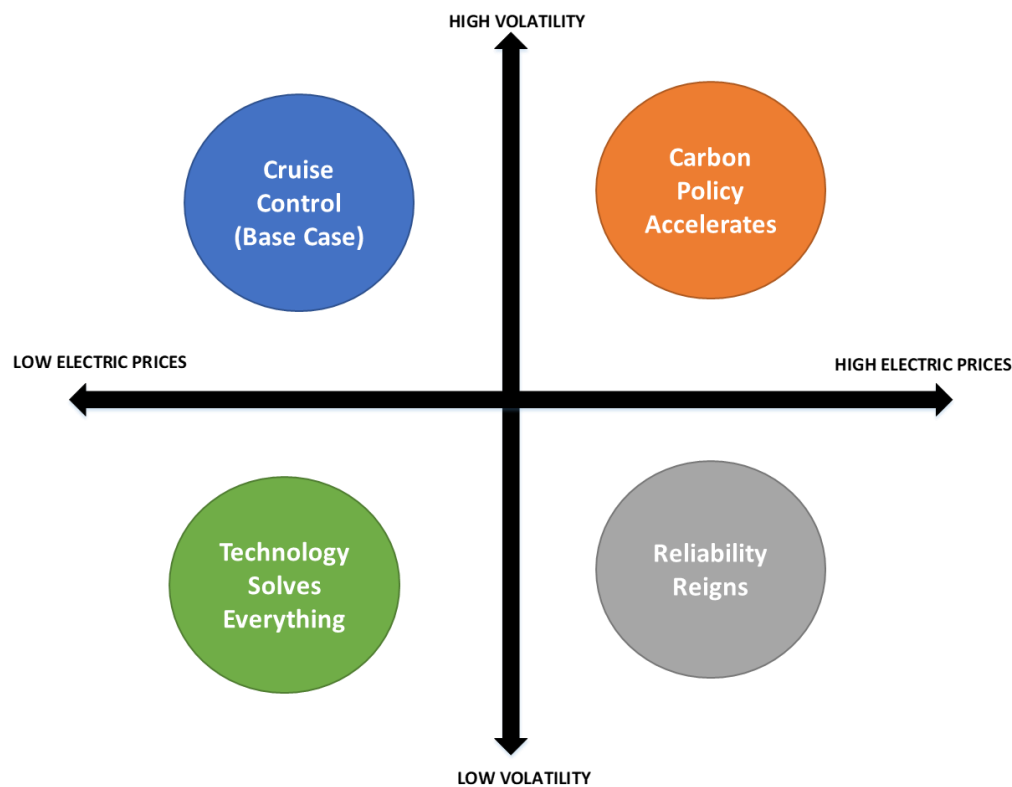 HIGH VOLATILITY
Cruise
Control
(Base Case)
Carbon
Policy
Accelerates
LOW ELECTRIC PRICES
HIGH ELECTRIC PRICES
Technology
Solves
Everything
Reliability
Reigns
LOW VOLATILITY